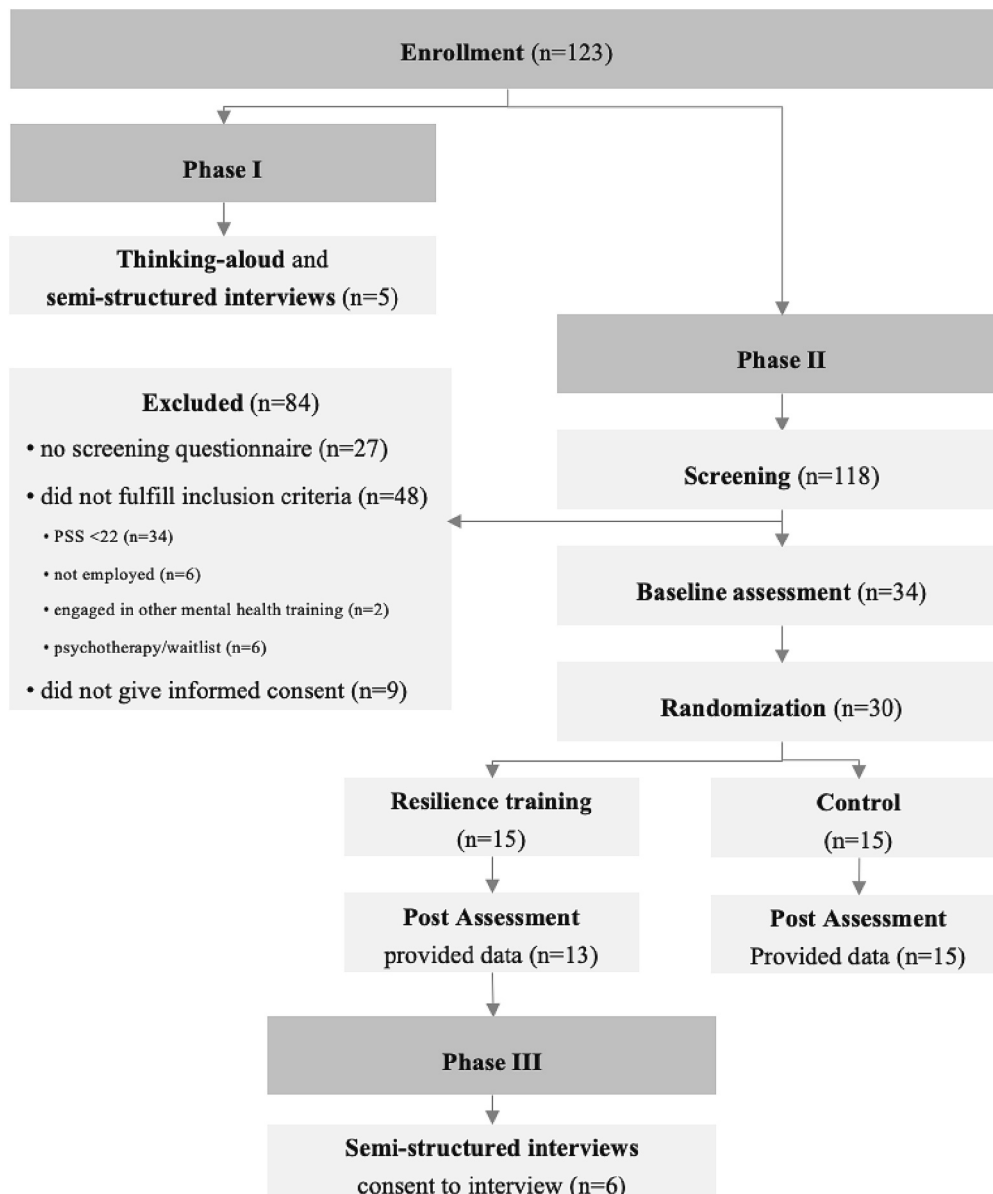 Enrollment (n=123)
Phase I
Thinking-aloud and
semi-structured interviews (n=5)
Phase II
Excluded (n=84)
• no screening questionnaire (n=27)
• did not fulfill inclusion criteria (n=48)
• PSS <22 (n=34)
• not employed (n=6)
• engaged in other mental health training (n=2)
• psychotherapy/waitlist (n=6)
• did not give informed consent (n=9)
Screening (n=118)
Baseline assessment (n=34)
Randomization (n=30)
Resilience training
(n=15)
Control
(n=15)
Post Assessment
provided data (n=13)
Post Assessment
Provided data (n=15)
Phase III
Semi-structured interviews
consent to interview (n=6)